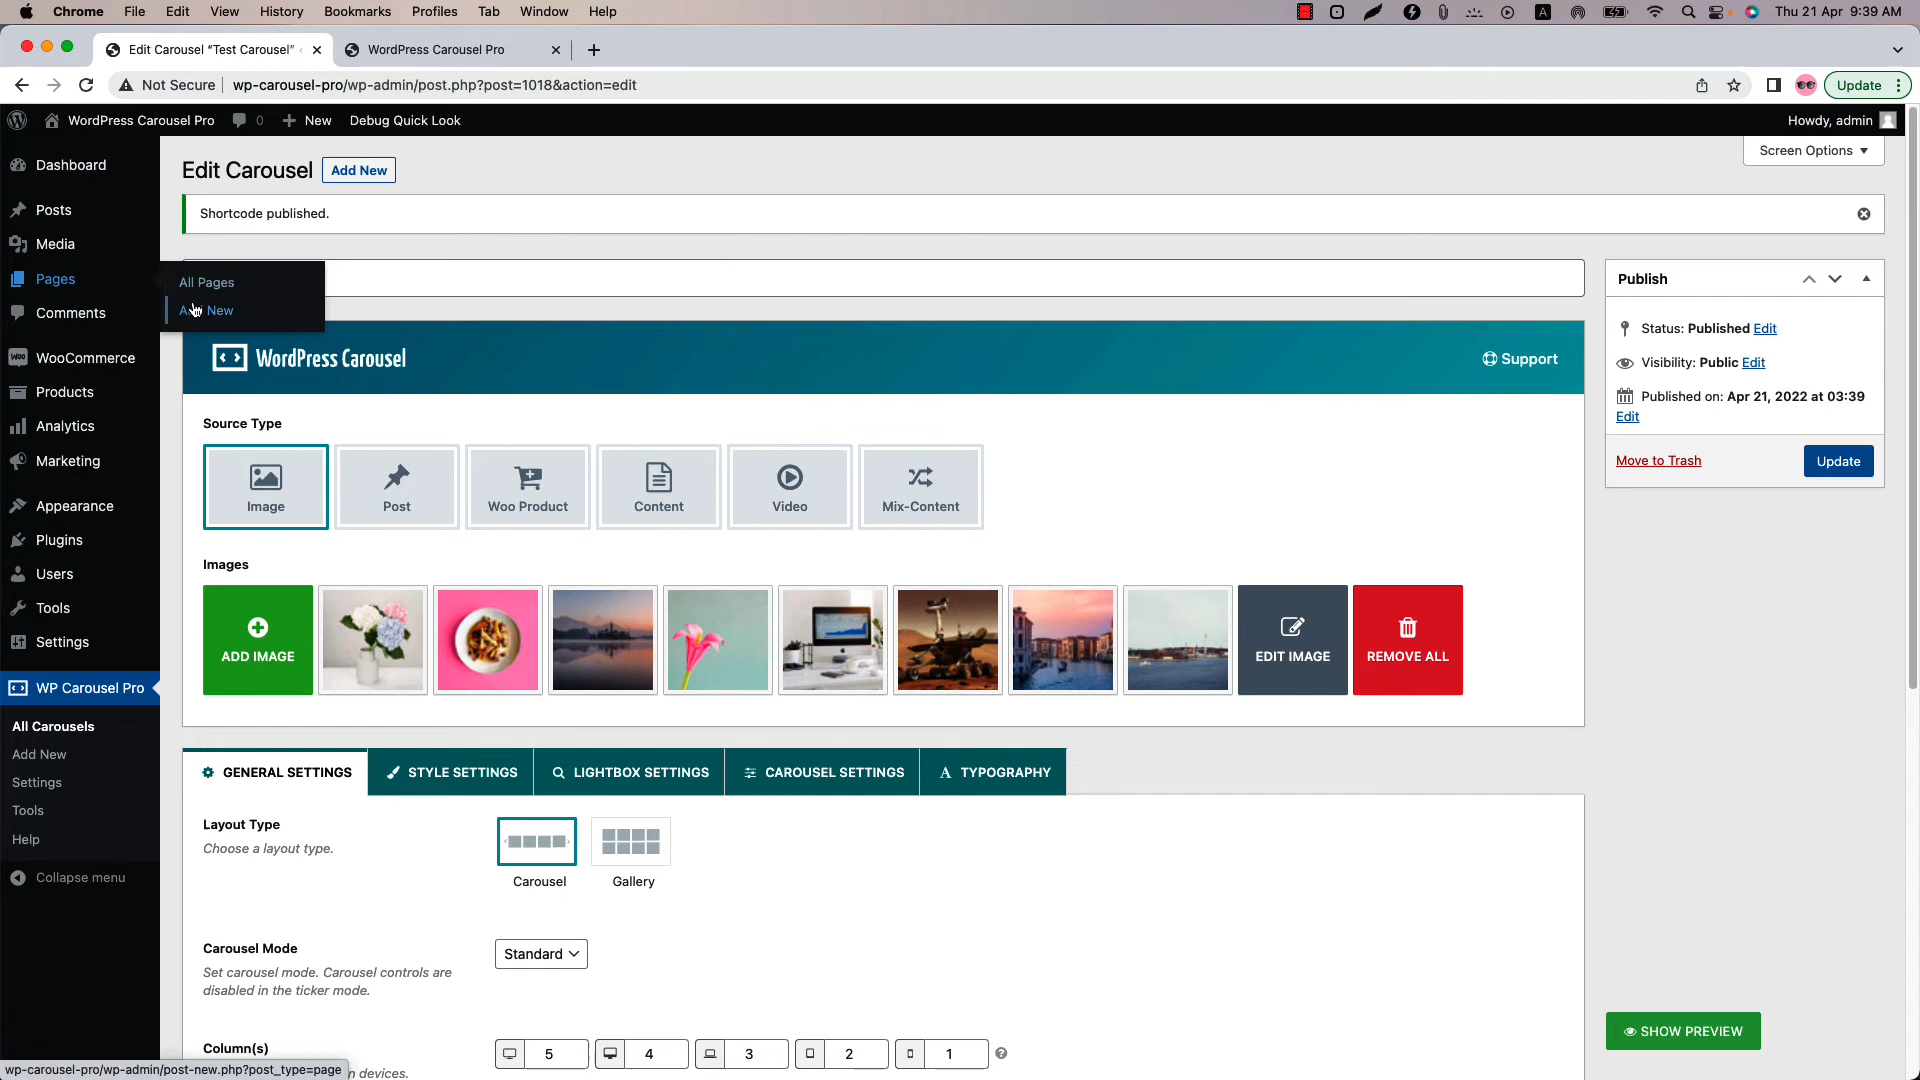 Chrome File Edit View History Bookmarks Profiles Tab Window Help Thu 21 Apr 9:39 AM
Edit Carousel "Test Carousel" WordPress Carousel Pro
Not Secure wp-carousel-pro/wp-admin/post.php?post=1018&action=edit Update
WordPress Carousel Pro 0 New Debug Quick Look Howdy, admin
Screen Options
Dashboard
Posts
Media
Pages
Comments
WooCommerce
Products
Analytics
Marketing
Appearance
Plugins
Users
Tools
Settings
WP Carousel Pro
All Carousels
Add New
Settings
Tools
Help
Collapse menu
All Pages
Add New
Edit Carousel Add New
Shortcode published.
WordPress Carousel Support
Source Type
Image Post Woo Product Content Video Mix-Content
Images
ADD IMAGE EDIT IMAGE REMOVE ALL
GENERAL SETTINGS STYLE SETTINGS LIGHTBOX SETTINGS CAROUSEL SETTINGS A TYPOGRAPHY
Layout Type
Choose a layout type.
Carousel Gallery
Carousel Mode
Set carousel mode. Carousel controls are
disabled in the ticker mode.
Standard
Column(s)
5 4 3 2 1
n devices.
Publish
Status: Published Edit
Visibility: Public Edit
Published on: Apr 21, 2022 at 03:39
Edit
Move to Trash Update
SHOW PREVIEW
wp-carousel-pro/wp-admin/post-new.php?post_type=page